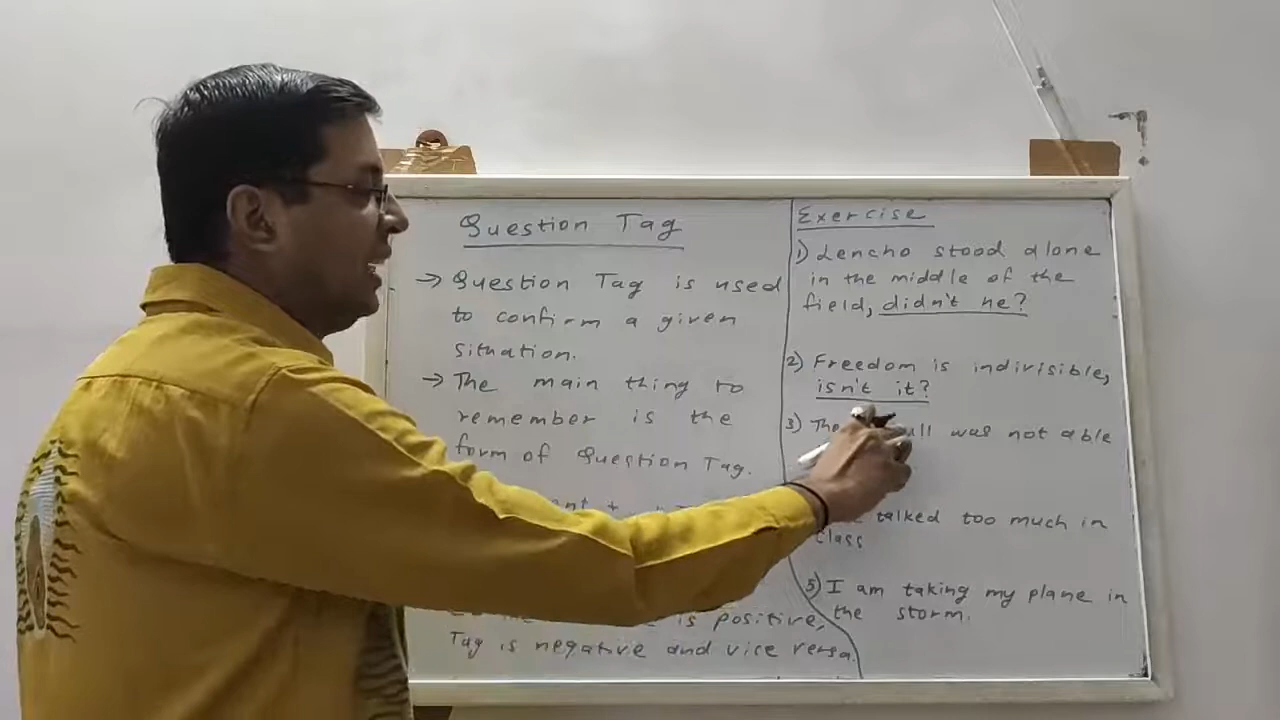 Question Tag
→ Question Tag is used
to confirm a given
situation.
→ The main thing to
remember is the
form of Question Tag.
is positive,
Tag is negative and vice versa.
Exercise
1) Lencho stood alone
in the middle of the
field, didn't he?
2) Freedom is indivisible,
isn't it?
3) The was not able
talked too much in
class
5) I am taking my plane in
the storm.